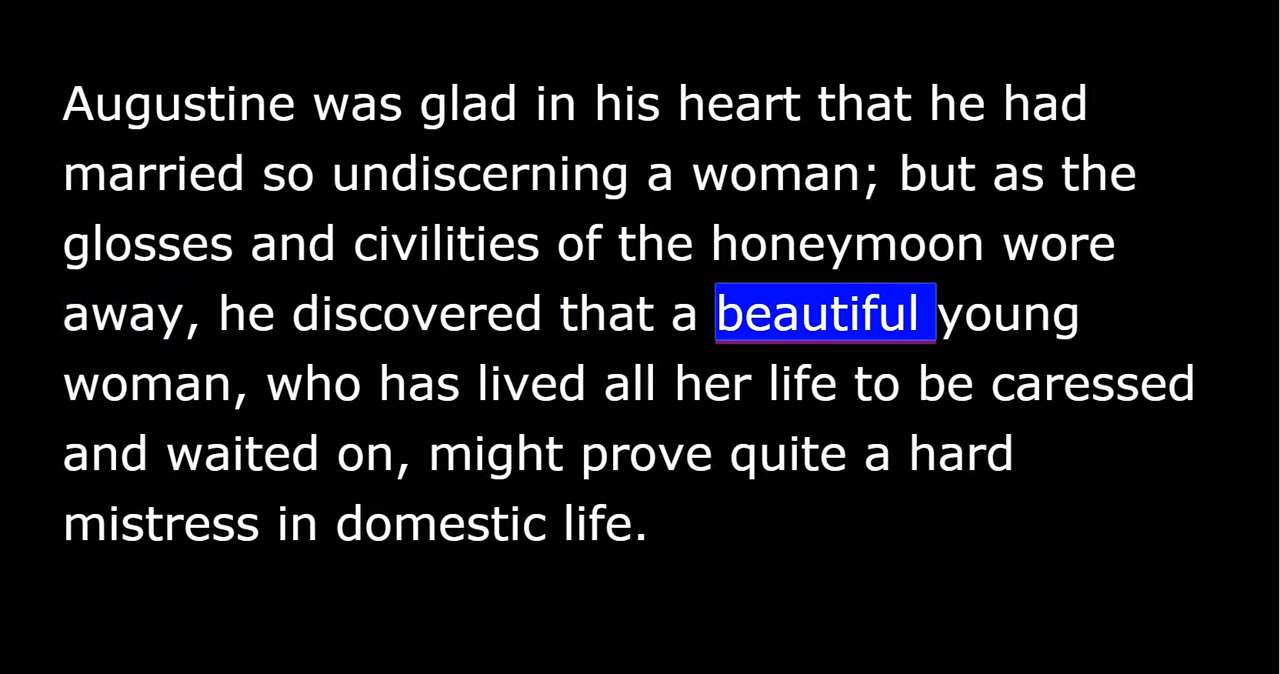 Augustine was glad in his heart that he had
married so undiscerning a woman; but as the
glosses and civilities of the honeymoon wore
away, he discovered that a beautiful young
woman, who has lived all her life to be caressed
and waited on, might prove quite a hard
mistress in domestic life.